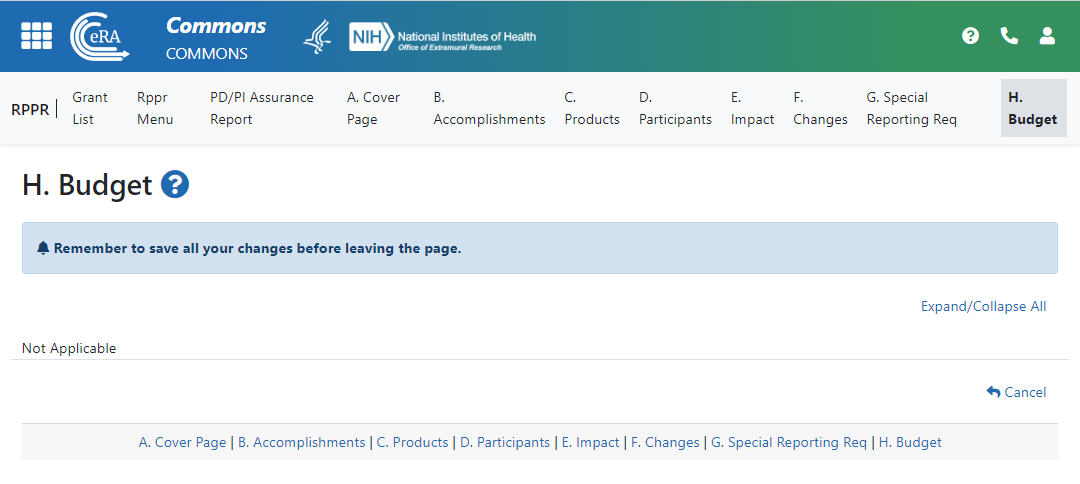 eRA
Commons
COMMONS
NIH National Institutes of Health
Office of Extramural Research
RPPR
Grant List
Rppr Menu
PD/PI Assurance Report
A. Cover Page
B. Accomplishments
C. Products
D. Participants
E. Impact
F. Changes
G. Special Reporting Req
H. Budget
H. Budget ?
Remember to save all your changes before leaving the page.
Expand/Collapse All
Not Applicable
Cancel
A. Cover Page | B. Accomplishments | C. Products | D. Participants | E. Impact | F. Changes | G. Special Reporting Req | H. Budget